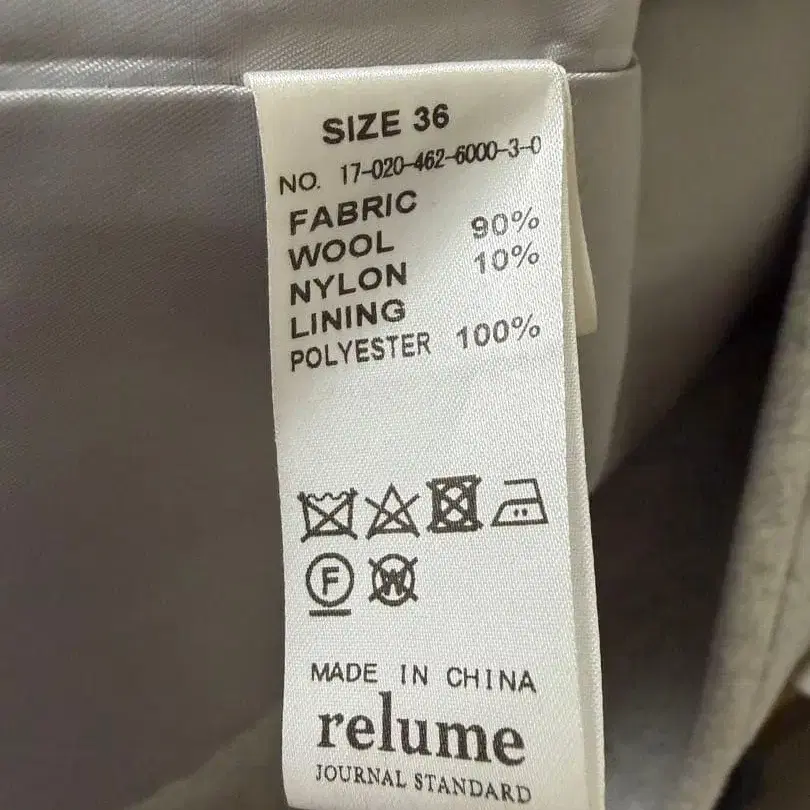 SIZE 36
NO. 17-020-462-6000-3-0
FABRIC
WOOL 90%
NYLON 10%
LINING
POLYESTER 100%
F W
MADE IN CHINA
relume
JOURNAL STANDARD